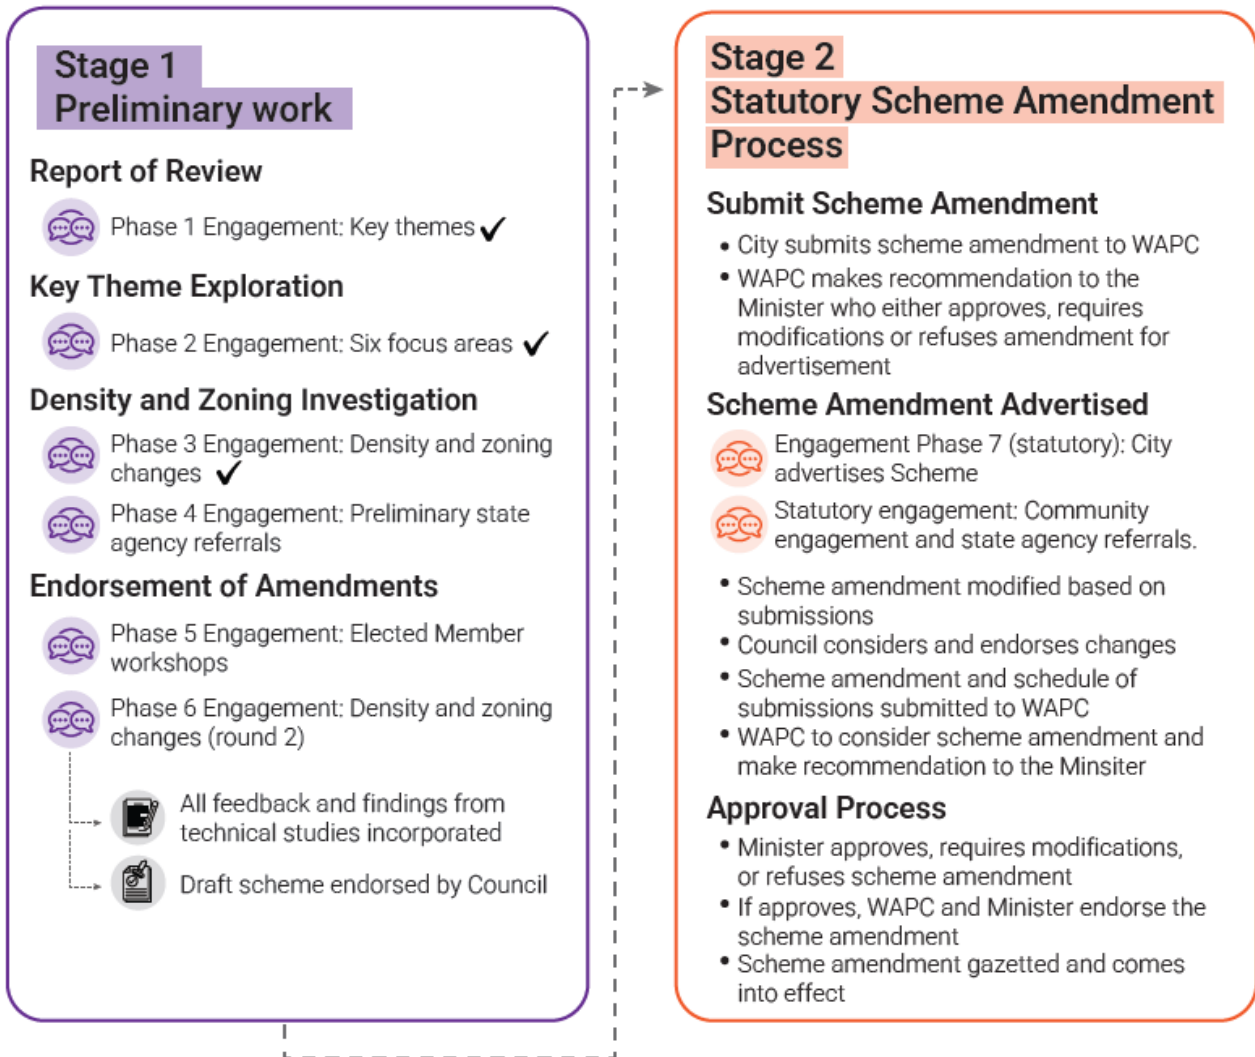 Stage 1
Preliminary work
Report of Review
Phase 1 Engagement: Key themes ✔
Key Theme Exploration
Phase 2 Engagement: Six focus areas ✔
Density and Zoning Investigation
Phase 3 Engagement: Density and zoning
changes ✔
Phase 4 Engagement: Preliminary state
agency referrals
Endorsement of Amendments
Phase 5 Engagement: Elected Member
workshops
Phase 6 Engagement: Density and zoning
changes (round 2)
All feedback and findings from
technical studies incorporated
Draft scheme endorsed by Council
Stage 2
Statutory Scheme Amendment
Process
Submit Scheme Amendment
• City submits scheme amendment to WAPC
• WAPC makes recommendation to the
Minister who either approves, requires
modifications or refuses amendment for
advertisement
Scheme Amendment Advertised
Engagement Phase 7 (statutory): City
advertises Scheme
Statutory engagement: Community
engagement and state agency referrals.
• Scheme amendment modified based on
submissions
• Council considers and endorses changes
• Scheme amendment and schedule of
submissions submitted to WAPC
• WAPC to consider scheme amendment and
make recommendation to the Minsiter
Approval Process
• Minister approves, requires modifications,
or refuses scheme amendment
• If approves, WAPC and Minister endorse the
scheme amendment
• Scheme amendment gazetted and comes
into effect